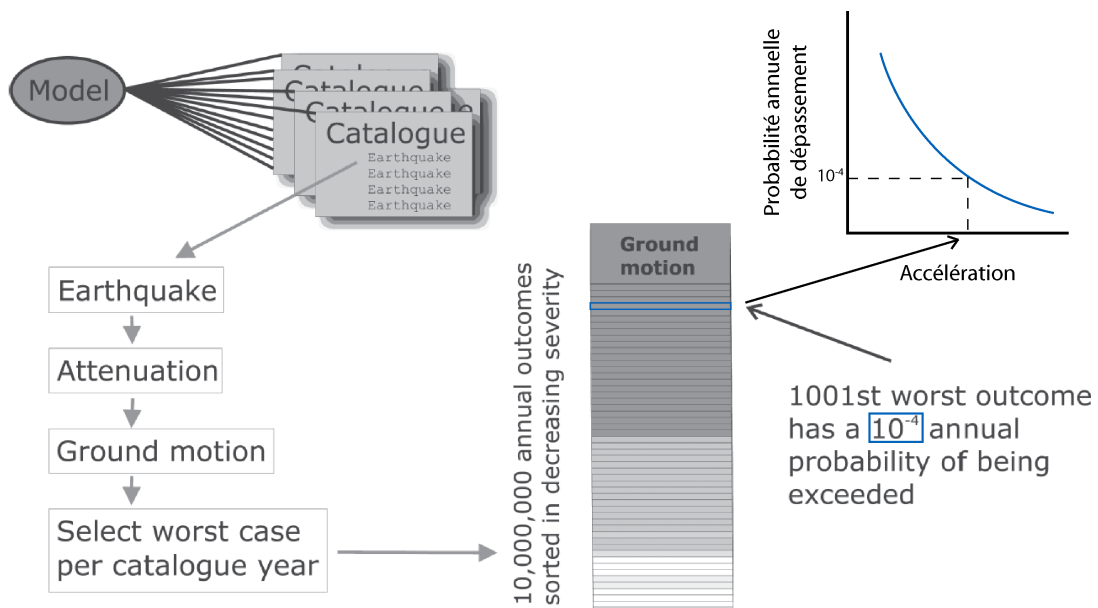 Model
Catalogue
Catalogue
Catalogue
Catalogue
Earthquake
Earthquake
Earthquake
Earthquake
Earthquake
Attenuation
Ground motion
Select worst case
per catalogue year
10,000,000 annual outcomes
sorted in decreasing severity
Ground
motion
Probabilité annuelle
de dépassement
10⁻⁴
Accélération
1001st worst outcome
has a 10⁻⁴ annual
probability of being
exceeded